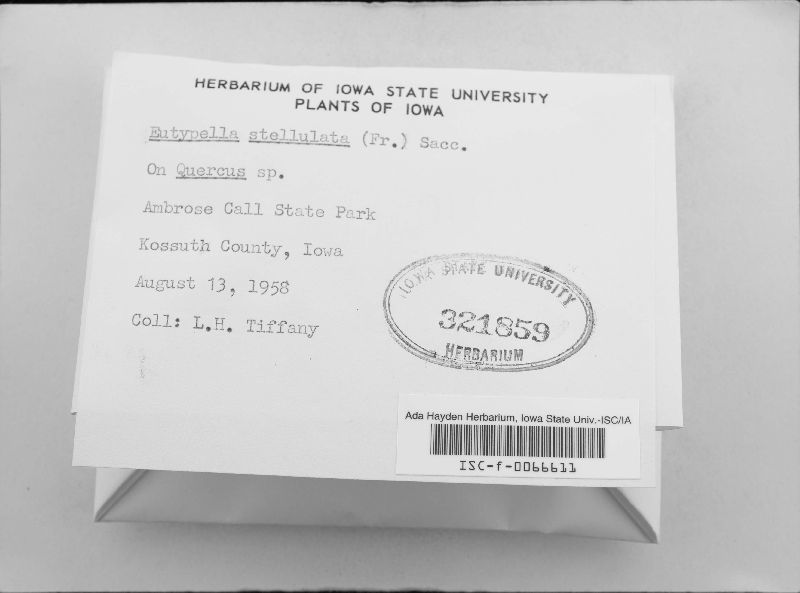 HERBARIUM OF IOWA STATE UNIVERSITY
PLANTS OF IOWA
Eutypella stellulata (Fr.) Sacc.
On Quercus sp.
Ambrose Call State Park
Kossuth County, Iowa
August 13, 1958
Coll: L.H. Tiffany
IOWA STATE UNIVERSITY
321859
HERBARIUM
Ada Hayden Herbarium, Iowa State Univ.-ISC/IA
ISC-f-0066611